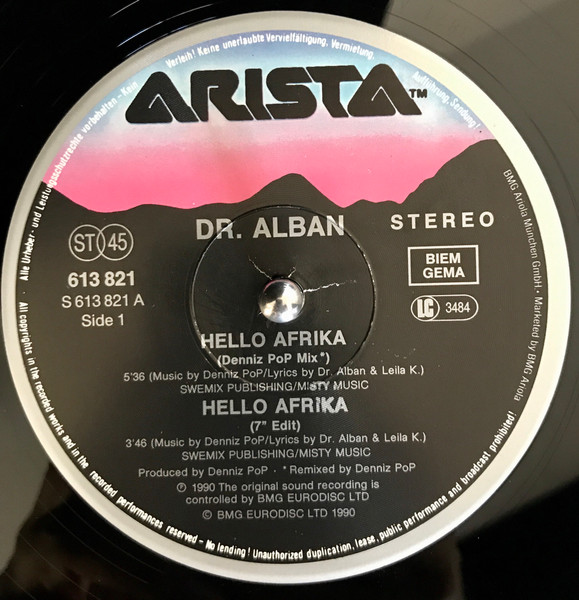 Alle Urheber- und Leistungsschutzrechte vorbehalten - Kein Verleih! Keine unerlaubte Vervielfältigung, Vermietung, Aufführung, Sendung!
ARISTA™
DR. ALBAN
STEREO
ST 45
BIEM
GEMA
613 821
S 613 821 A
LC 3484
Side 1
HELLO AFRIKA
(Denniz PoP Mix*)
5'36 (Music by Denniz PoP/Lyrics by Dr. Alban & Leila K.)
SWEMIX PUBLISHING/MISTY MUSIC
HELLO AFRIKA
(7" Edit)
3'46 (Music by Denniz PoP/Lyrics by Dr. Alban & Leila K.)
SWEMIX PUBLISHING/MISTY MUSIC
Produced by Denniz PoP · *Remixed by Denniz PoP
℗ 1990 The original sound recording is
controlled by BMG EURODISC LTD
© BMG EURODISC LTD 1990
BMG Ariola München GmbH · Marketed by BMG Ariola
All copyrights in the recorded works and in the recorded performances reserved – No lending! Unauthorized duplication, lease, public performance and broadcast prohibited!